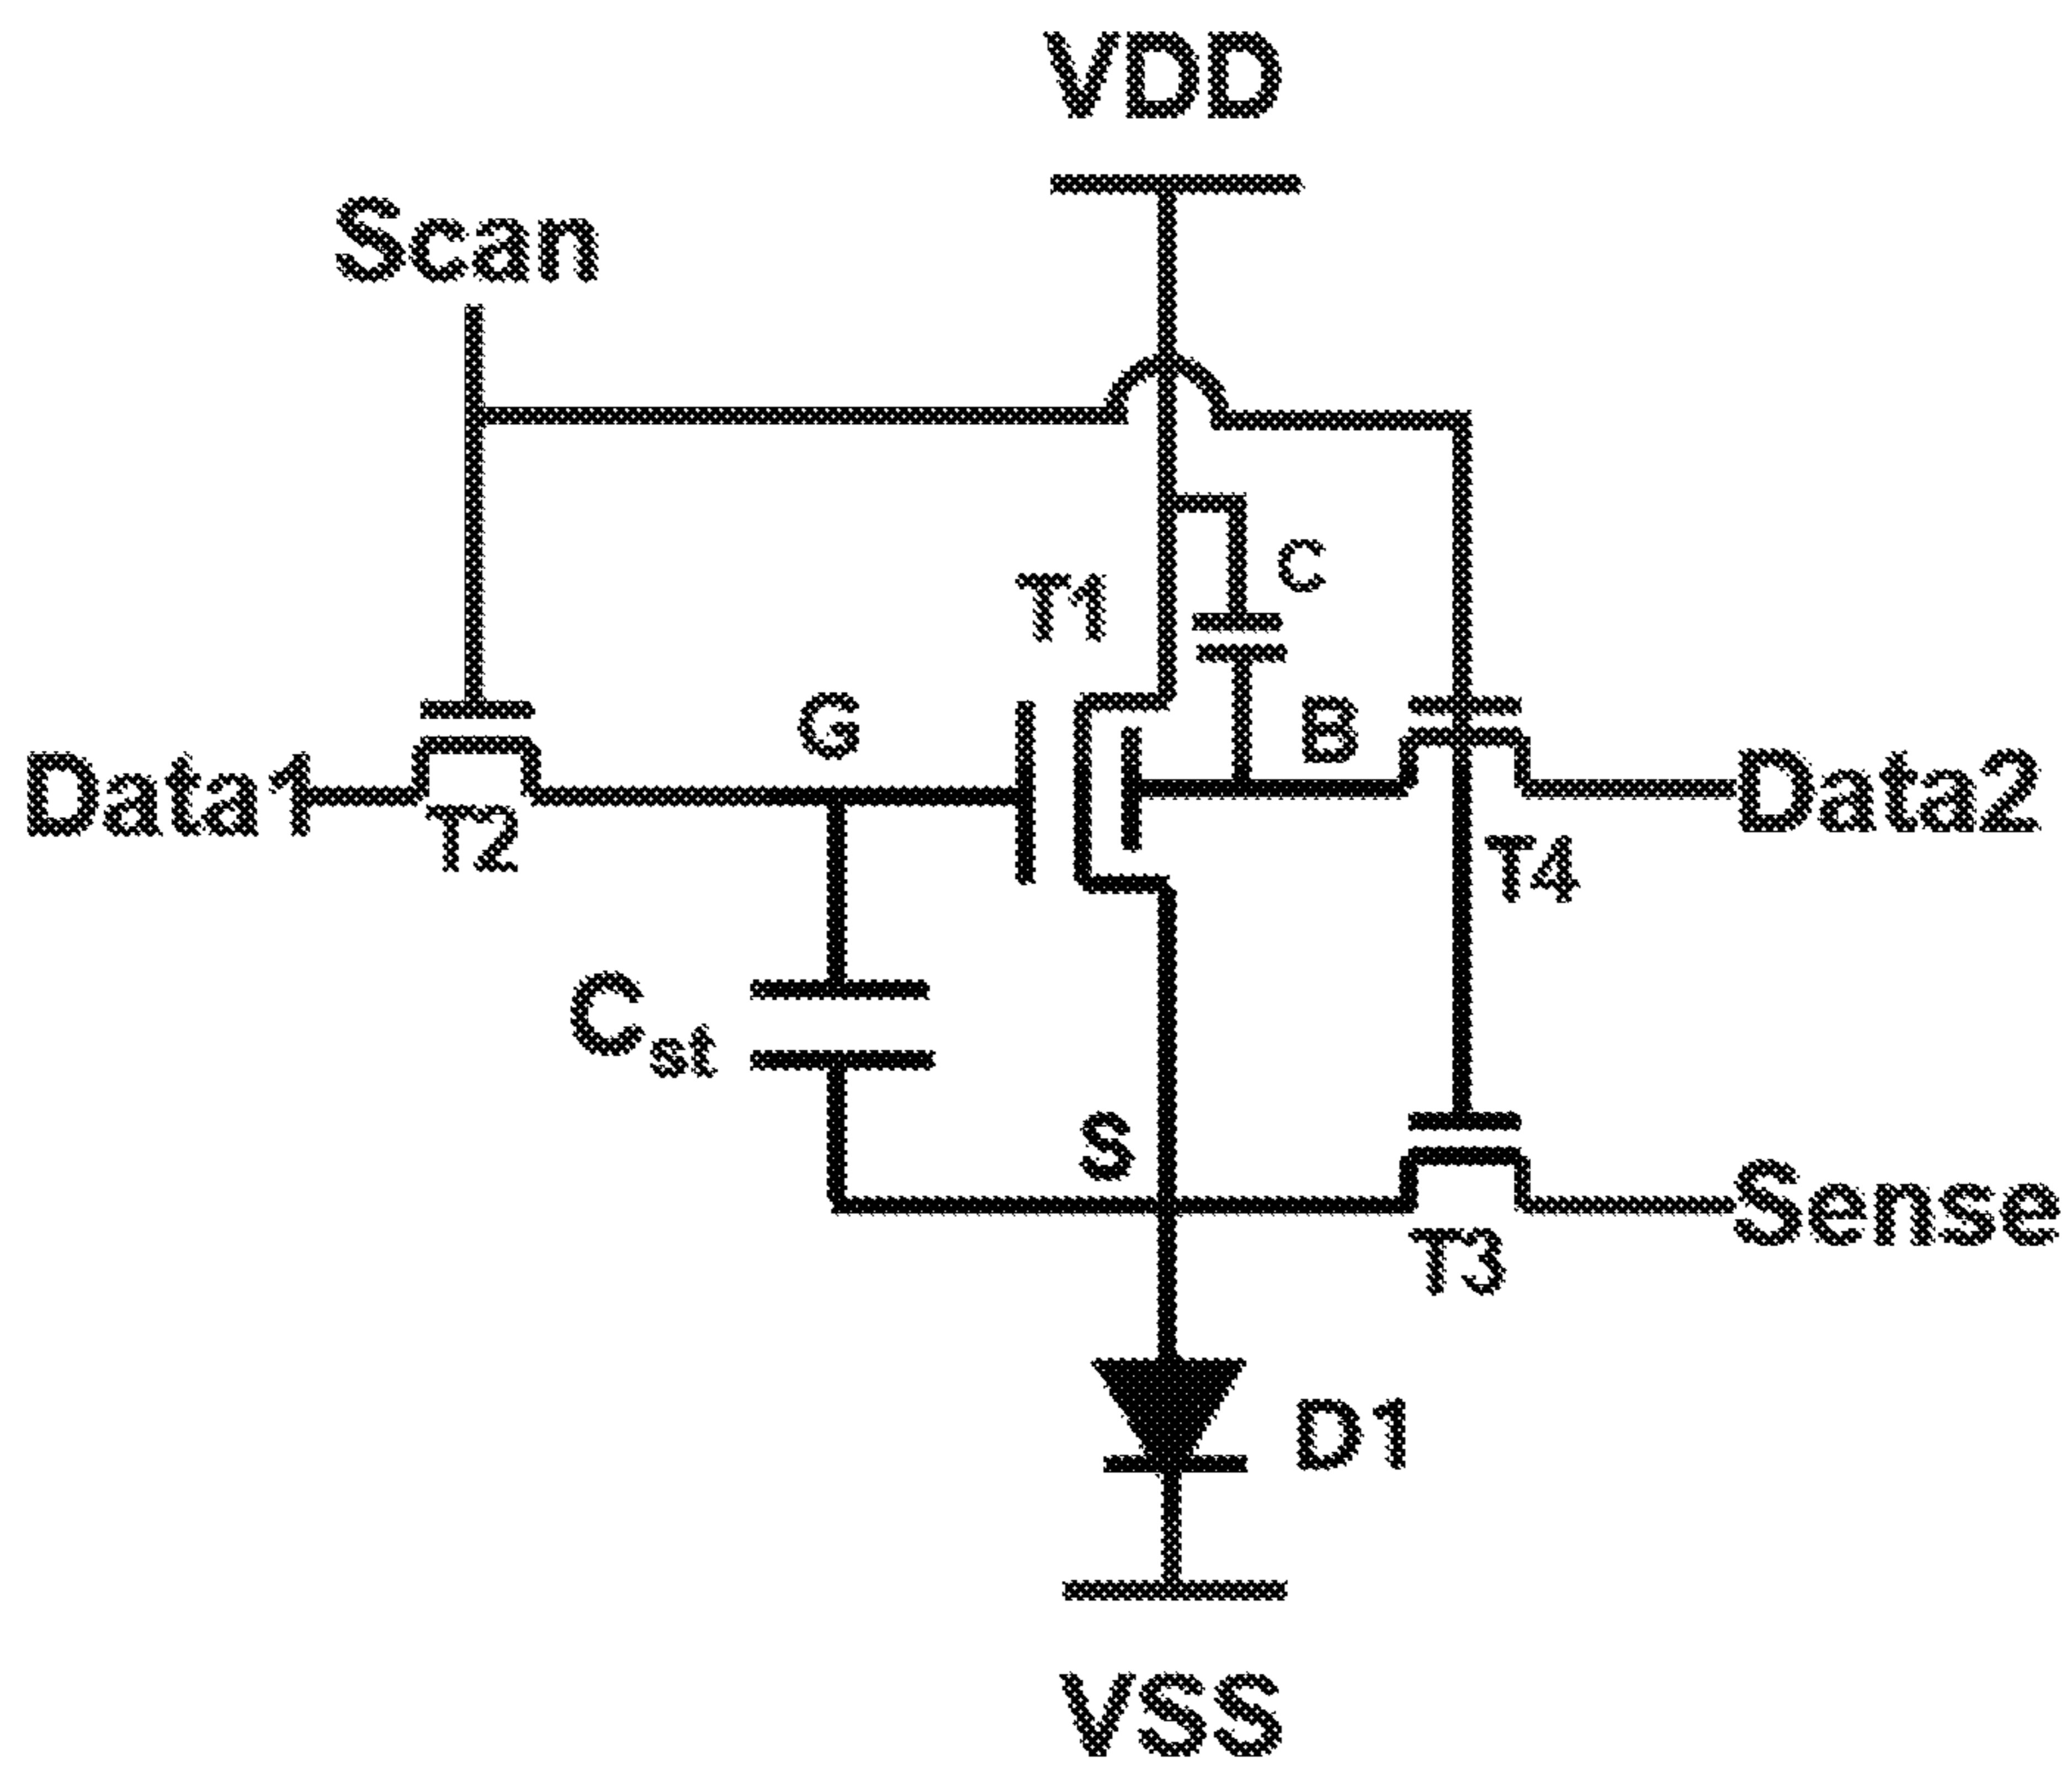 VDD
Scan
C
T1
G
B
Data1
Data2
T2
T4
Cst
S
Sense
T3
D1
VSS